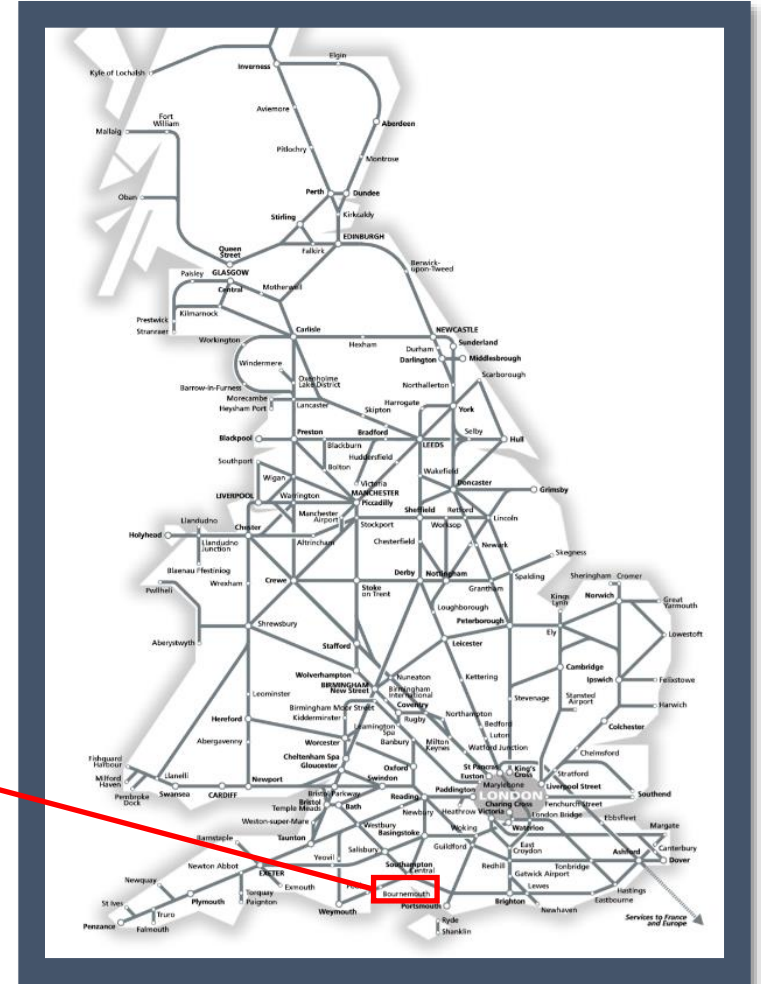 Elgin
Inverness
Kyle of Lochalsh
Aviemore
Fort
William
Mallaig
Aberdeen
Pitlochry
Montrose
Perth
Dundee
Oban
Stirling
Kirkcaldy
EDINBURGH
Queen
Street
Falkirk
Berwick-
upon-Tweed
Paisley
GLASGOW
Central
Motherwell
Prestwick
Kilmarnock
Stranraer
Carlisle
NEWCASTLE
Workington
Hexham
Durham
Sunderland
Darlington
Middlesbrough
Windermere
Scarborough
Oxenholme
Lake District
Barrow-in-Furness
Northallerton
Morecambe
Heysham Port
Lancaster
Harrogate
Skipton
York
Blackpool
Preston
Bradford
LEEDS
Selby
Hull
Blackburn
Huddersfield
Southport
Bolton
Wakefield
Wigan
Victoria
MANCHESTER
Piccadilly
Doncaster
Grimsby
LIVERPOOL
Warrington
Manchester
Airport
Sheffield
Retford
Llandudno
Chester
Stockport
Worksop
Lincoln
Holyhead
Llandudno
Junction
Altrincham
Chesterfield
Newark
Skegness
Blaenau Ffestiniog
Derby
Nottingham
Spalding
Sheringham
Cromer
Pwllheli
Wrexham
Crewe
Stoke
on Trent
Grantham
Kings
Lynn
Norwich
Great
Yarmouth
Loughborough
Peterborough
Shrewsbury
Ely
Lowestoft
Aberystwyth
Stafford
Leicester
Wolverhampton
Nuneaton
Kettering
Cambridge
BIRMINGHAM
New Street
Birmingham
International
Ipswich
Felixstowe
Leominster
Coventry
Stevenage
Stansted
Airport
Birmingham Moor Street
Kidderminster
Rugby
Northampton
Harwich
Hereford
Leamington
Spa
Bedford
Colchester
Worcester
Banbury
Milton
Keynes
Luton
Abergavenny
Watford Junction
Chelmsford
Cheltenham Spa
Gloucester
Oxford
St Pancras
King's
Cross
Fishguard
Harbour
Euston
Stratford
Milford
Haven
Llanelli
Newport
Bristol Parkway
Swindon
Marylebone
Liverpool Street
Pembroke
Dock
Swansea
CARDIFF
Reading
Paddington
LONDON
Southend
Bristol
Temple Meads
Bath
Newbury
Heathrow
Victoria
Charing Cross
Fenchurch Street
London Bridge
Ebbsfleet
Weston-super-Mare
Westbury
Basingstoke
Woking
Waterloo
Margate
Barnstaple
Taunton
Salisbury
Guildford
East
Croydon
Canterbury
Yeovil
Redhill
Tonbridge
Ashford
Dover
Newton Abbot
EXETER
Southampton
Central
Gatwick Airport
Newquay
Exmouth
Bournemouth
Lewes
Hastings
St Ives
Plymouth
Torquay
Paignton
Weymouth
Portsmouth
Brighton
Eastbourne
Truro
Newhaven
Penzance
Falmouth
Ryde
Shanklin
Services to France
and Europe